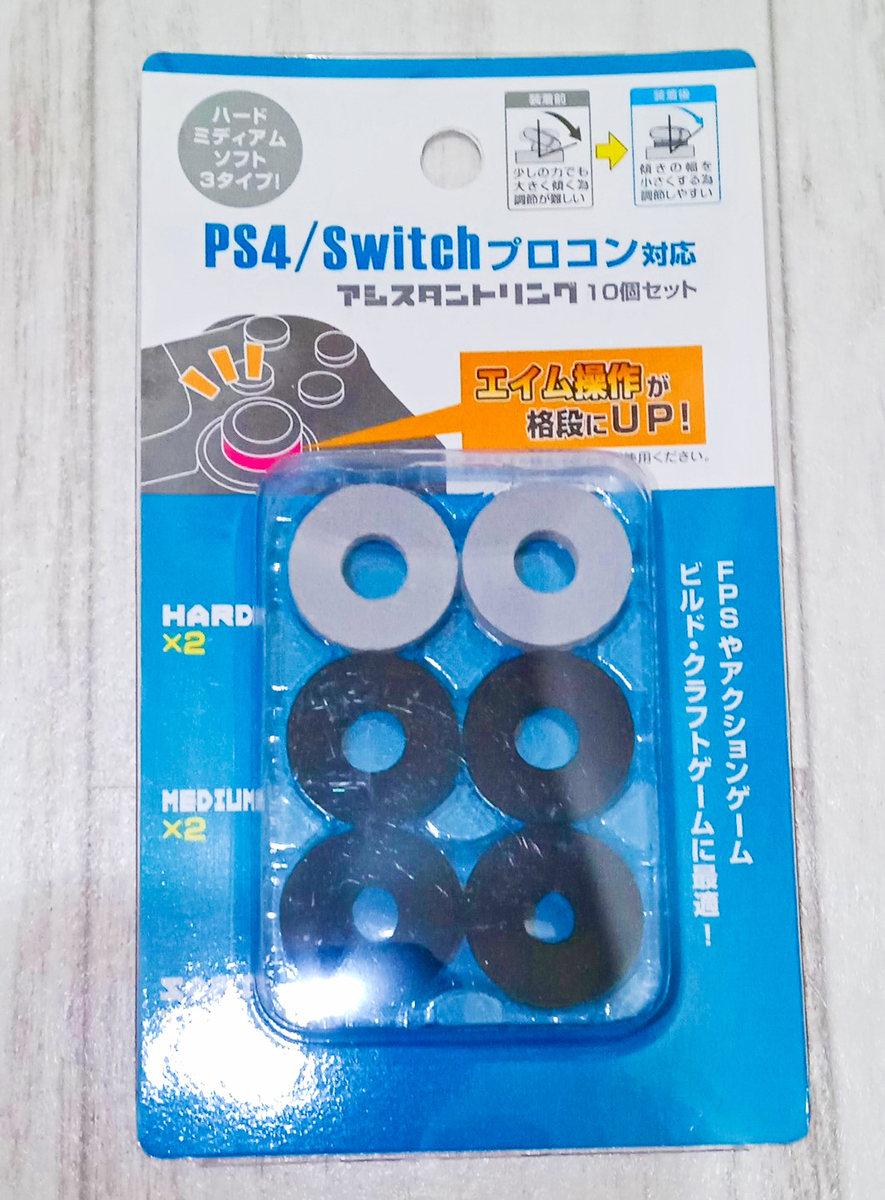 ハード
ミディアム
ソフト
3タイプ!
装着前
少しの力でも
大きく傾く為
調節が難しい
装着後
傾きの幅を
小さくする為
調節しやすい
PS4/Switchプロコン対応
アシスタントリング10個セット
エイム操作が
格段にUP!
使用ください。
HARD
×2
MEDIUM
×2
FPSやアクションゲーム
ビルド・クラフトゲームに最適!